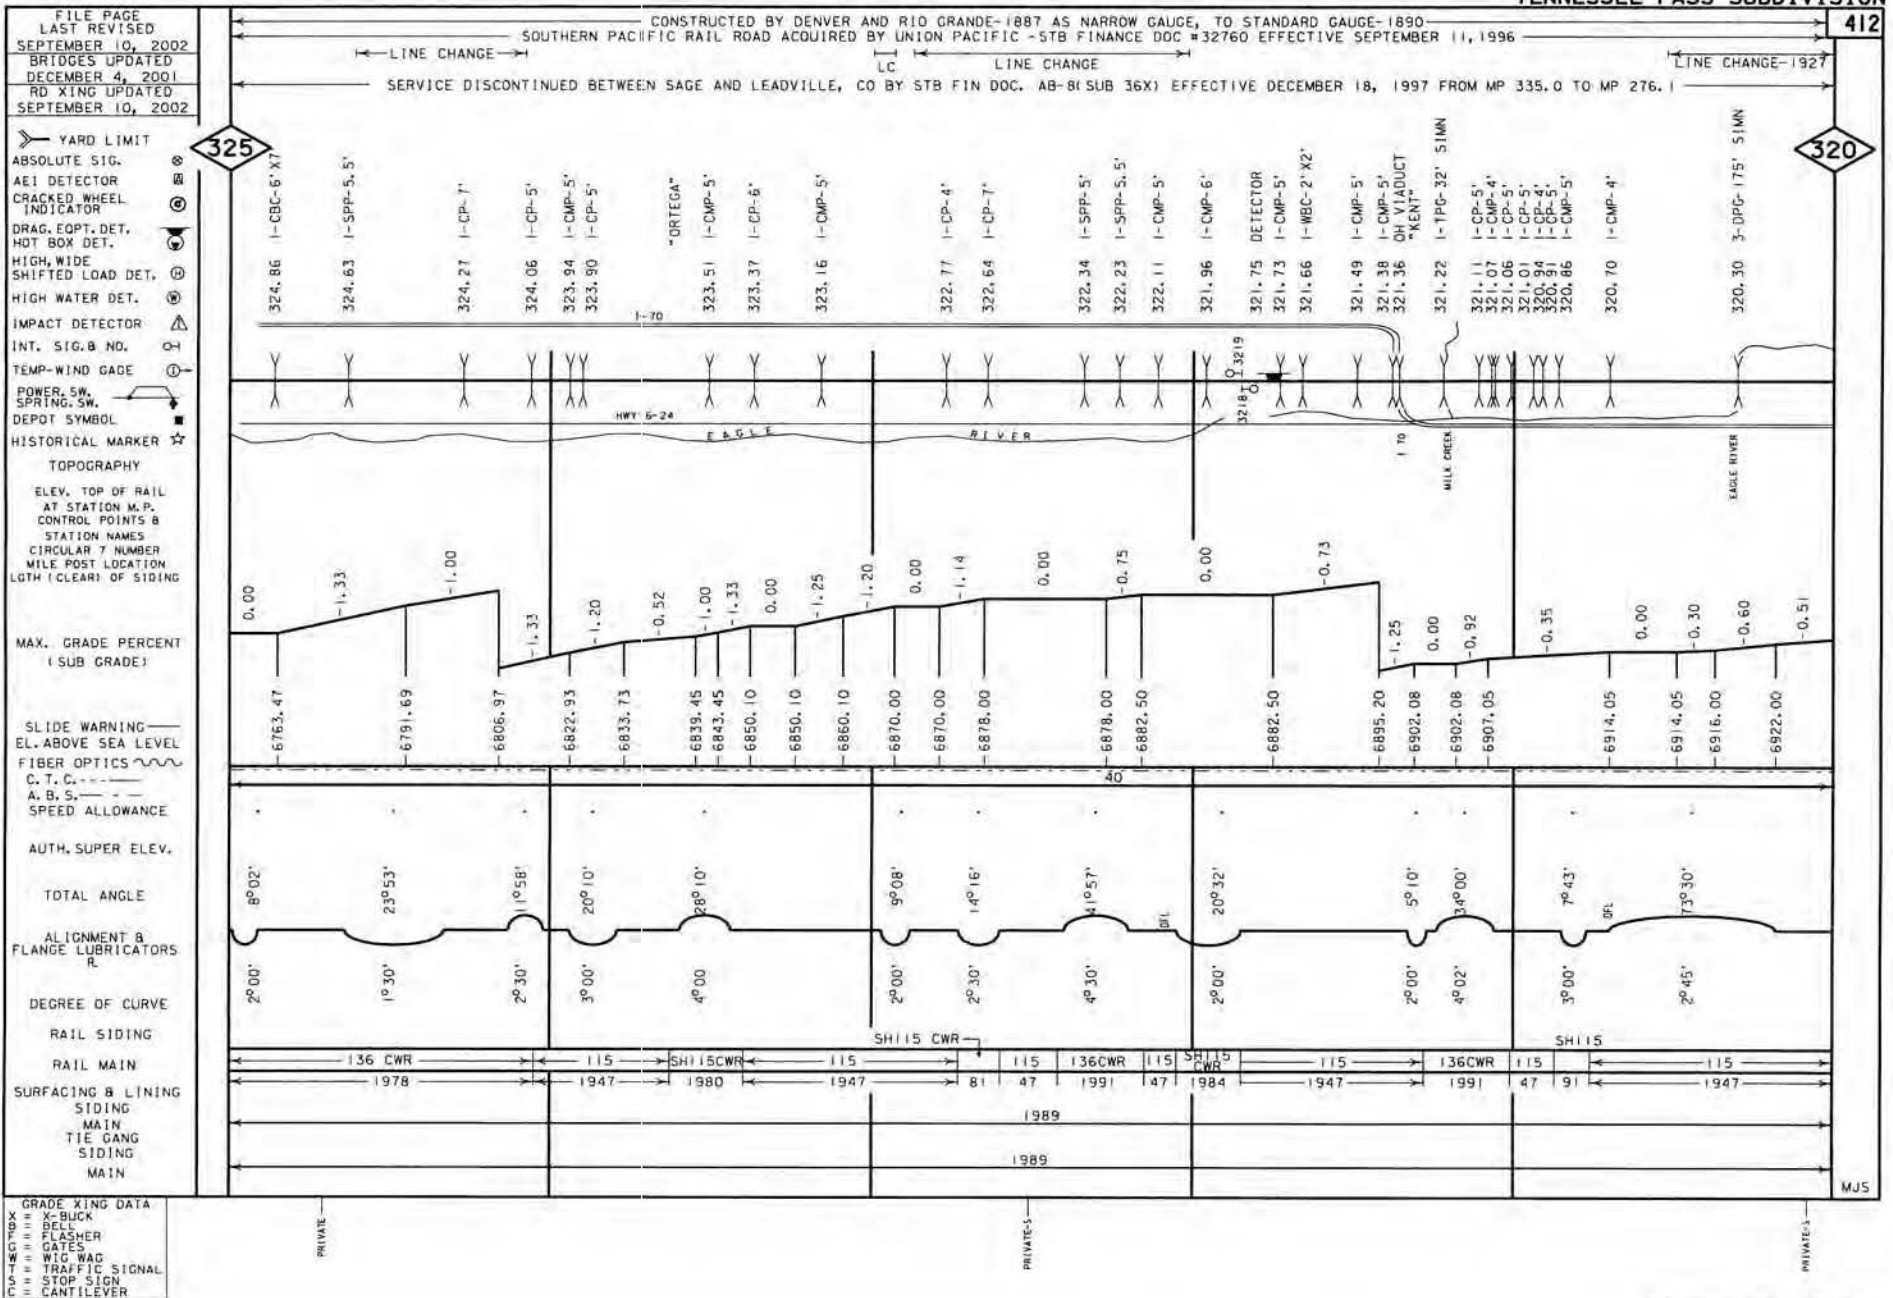 TENNESSEE PASS SUBDIVISION
412
FILE PAGE
LAST REVISED
SEPTEMBER 10, 2002
BRIDGES UPDATED
DECEMBER 4, 2001
RD XING UPDATED
SEPTEMBER 10, 2002
CONSTRUCTED BY DENVER AND RIO GRANDE-1887 AS NARROW GAUGE, TO STANDARD GAUGE-1890
SOUTHERN PACIFIC RAIL ROAD ACQUIRED BY UNION PACIFIC -STB FINANCE DOC #32760 EFFECTIVE SEPTEMBER 11, 1996
LINE CHANGE
LC
LINE CHANGE
LINE CHANGE-1927
SERVICE DISCONTINUED BETWEEN SAGE AND LEADVILLE, CO BY STB FIN DOC. AB-8(SUB 36X) EFFECTIVE DECEMBER 18, 1997 FROM MP 335.0 TO MP 276.1
325
320
YARD LIMIT
ABSOLUTE SIG.
AEI DETECTOR
CRACKED WHEEL
INDICATOR
DRAG. EQPT. DET.
HOT BOX DET.
HIGH, WIDE
SHIFTED LOAD DET.
HIGH WATER DET.
IMPACT DETECTOR
INT. SIG. & NO.
TEMP-WIND GAGE
POWER. SW.
SPRING. SW.
DEPOT SYMBOL
HISTORICAL MARKER
TOPOGRAPHY
ELEV. TOP OF RAIL
AT STATION M.P.
CONTROL POINTS &
STATION NAMES
CIRCULAR 7 NUMBER
MILE POST LOCATION
LGTH (CLEAR) OF SIDING
MAX. GRADE PERCENT
(SUB GRADE)
SLIDE WARNING
EL. ABOVE SEA LEVEL
FIBER OPTICS
C. T. C.
A. B. S.
SPEED ALLOWANCE
AUTH. SUPER ELEV.
TOTAL ANGLE
ALIGNMENT &
FLANGE LUBRICATORS
DEGREE OF CURVE
RAIL SIDING
RAIL MAIN
SURFACING & LINING
SIDING
MAIN
TIE GANG
SIDING
MAIN
324.86 1-CBC-6' X7'
324.63 1-SPP-5.5'
324.27 1-CP-7'
324.06 1-CP-5'
323.94 1-CMP-5'
323.90 1-CP-5'
"ORTEGA"
323.51 1-CMP-5'
323.37 1-CP-6'
323.16 1-CMP-5'
322.77 1-CP-4'
322.64 1-CP-7'
322.34 1-SPP-5'
322.23 1-SPP-5.5'
322.11 1-CMP-5'
321.96 1-CMP-6'
321.75 DETECTOR
321.73 1-CMP-5'
321.66 1-WBC-2' X2'
321.49 1-CMP-5'
321.38 1-CMP-5'
321.36 OH VIADUCT
"KENT"
321.22 1-TPG-32' SIMN
321.11 1-CP-5'
321.07 1-CMP-4'
321.06 1-CP-5'
321.01 1-CP-5'
320.94 1-CP-4'
320.91 1-CP-5'
320.86 1-CMP-5'
320.70 1-CMP-4'
320.30 3-DPG-175' SIMN
I-70
3219
3218
HWY 6-24
EAGLE RIVER
I 70
MILK CREEK
EAGLE RIVER
0.00 -1.33 -1.00 -1.33 -1.20 -0.52 -1.00 -1.33 0.00 -1.25 -1.20 0.00 -1.14 0.00 -0.75 0.00 -0.73 -1.25 0.00 -0.92 -0.35 0.00 -0.30 -0.60 -0.51
6763.47 6791.69 6806.97 6822.93 6833.73 6839.45 6843.45 6850.10 6850.10 6860.10 6870.00 6870.00 6878.00 6878.00 6882.50 6882.50 6895.20 6902.08 6902.08 6907.05 6914.05 6914.05 6916.00 6922.00
40
8°02' 23°53' 11°58' 20°10' 28°10' 9°08' 14°16' 41°57' 20°32' 5°10' 34°00' 7°43' 73°30'
OFL
OFL
2°00' 1°30' 2°30' 3°00' 4°00 2°00' 2°30' 4°30' 2°00' 2°00' 4°02' 3°00' 2°45'
SH115 CWR
SH115
136 CWR 115 SH115CWR 115 115 136CWR 115 SH115 CWR 115 136CWR 115 115
1978 1947 1980 1947 81 47 1991 47 1984 1947 1991 47 91 1947
1989
1989
MJS
GRADE XING DATA
X = X-BUCK
B = BELL
F = FLASHER
G = GATES
W = WIG WAG
T = TRAFFIC SIGNAL
S = STOP SIGN
C = CANTILEVER
PRIVATE
PRIVATE-S
PRIVATE-S